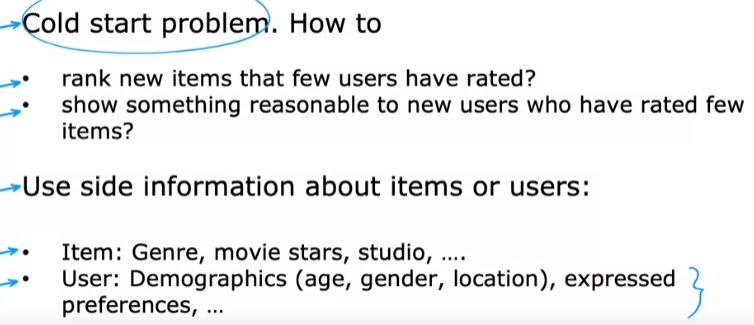 Cold start problem. How to
• rank new items that few users have rated?
• show something reasonable to new users who have rated few
items?
Use side information about items or users:
• Item: Genre, movie stars, studio, ....
• User: Demographics (age, gender, location), expressed
preferences, ...